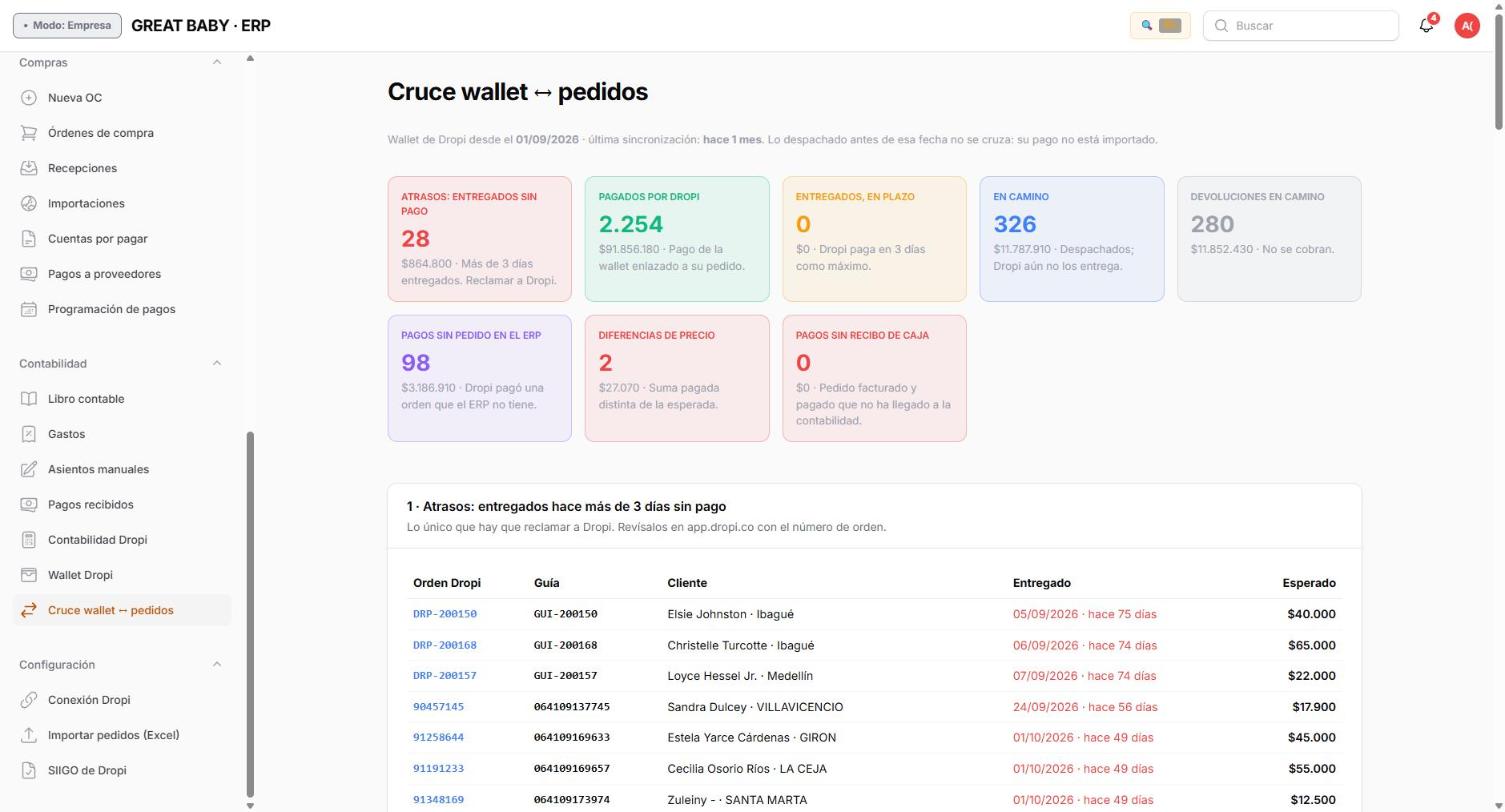 • Modo: Empresa
GREAT BABY · ERP
Buscar
4
A(
Compras
Nueva OC
Órdenes de compra
Recepciones
Importaciones
Cuentas por pagar
Pagos a proveedores
Programación de pagos
Contabilidad
Libro contable
Gastos
Asientos manuales
Pagos recibidos
Contabilidad Dropi
Wallet Dropi
Cruce wallet ↔ pedidos
Configuración
Conexión Dropi
Importar pedidos (Excel)
SIIGO de Dropi
Cruce wallet ↔ pedidos
Wallet de Dropi desde el 01/09/2026 · última sincronización: hace 1 mes. Lo despachado antes de esa fecha no se cruza: su pago no está importado.
ATRASOS: ENTREGADOS SIN
PAGO
28
$864.800 · Más de 3 días
entregados. Reclamar a Dropi.
PAGADOS POR DROPI
2.254
$91.856.180 · Pago de la
wallet enlazado a su pedido.
ENTREGADOS, EN PLAZO
0
$0 · Dropi paga en 3 días
como máximo.
EN CAMINO
326
$11.787.910 · Despachados;
Dropi aún no los entrega.
DEVOLUCIONES EN CAMINO
280
$11.852.430 · No se cobran.
PAGOS SIN PEDIDO EN EL ERP
98
$3.186.910 · Dropi pagó una
orden que el ERP no tiene.
DIFERENCIAS DE PRECIO
2
$27.070 · Suma pagada
distinta de la esperada.
PAGOS SIN RECIBO DE CAJA
0
$0 · Pedido facturado y
pagado que no ha llegado a la
contabilidad.
1 · Atrasos: entregados hace más de 3 días sin pago
Lo único que hay que reclamar a Dropi. Revísalos en app.dropi.co con el número de orden.
Orden Dropi Guía Cliente Entregado Esperado
DRP-200150 GUI-200150 Elsie Johnston · Ibagué 05/09/2026 · hace 75 días $40.000
DRP-200168 GUI-200168 Christelle Turcotte · Ibagué 06/09/2026 · hace 74 días $65.000
DRP-200157 GUI-200157 Loyce Hessel Jr. · Medellín 07/09/2026 · hace 74 días $22.000
90457145 064109137745 Sandra Dulcey · VILLAVICENCIO 24/09/2026 · hace 56 días $17.900
91258644 064109169633 Estela Yarce Cárdenas · GIRON 01/10/2026 · hace 49 días $45.000
91191233 064109169657 Cecilia Osorio Ríos · LA CEJA 01/10/2026 · hace 49 días $55.000
91348169 064109173974 Zuleiny - · SANTA MARTA 01/10/2026 · hace 49 días $12.500